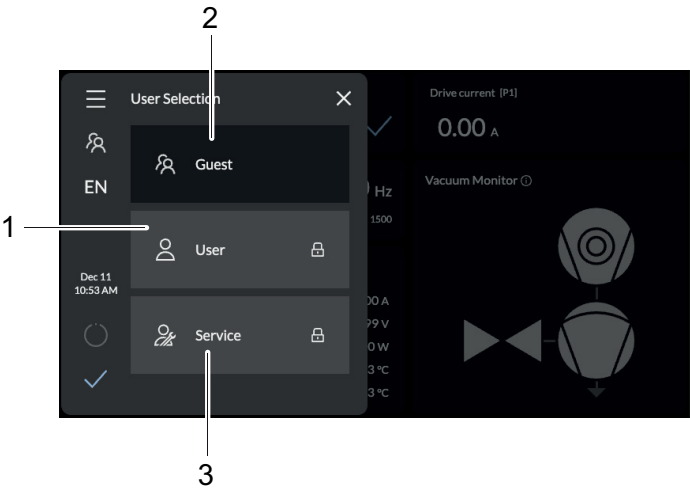 2
User Selection
Guest
EN
1
User
Dec 11
10:53 AM
Service
3
Drive current [P1]
0.00 A
Hz
1500
Vacuum Monitor
00 A
99 V
0 W
3 °C
3 °C